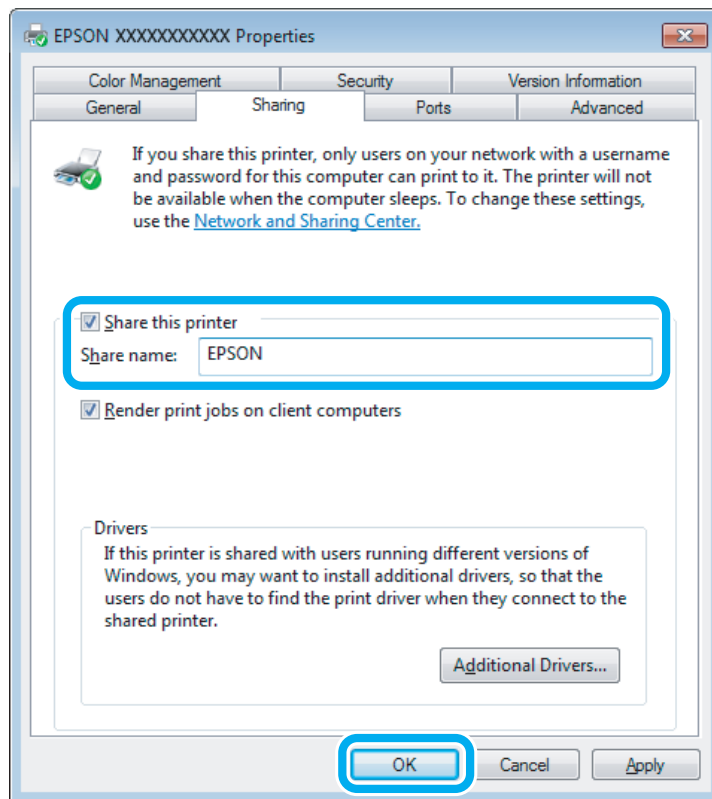 EPSON XXXXXXXXXXX Properties
Color Management Security Version Information
General Sharing Ports Advanced
If you share this printer, only users on your network with a username
and password for this computer can print to it. The printer will not
be available when the computer sleeps. To change these settings,
use the Network and Sharing Center.
Share this printer
Share name: EPSON
Render print jobs on client computers
Drivers
If this printer is shared with users running different versions of
Windows, you may want to install additional drivers, so that the
users do not have to find the print driver when they connect to the
shared printer.
Additional Drivers...
OK Cancel Apply